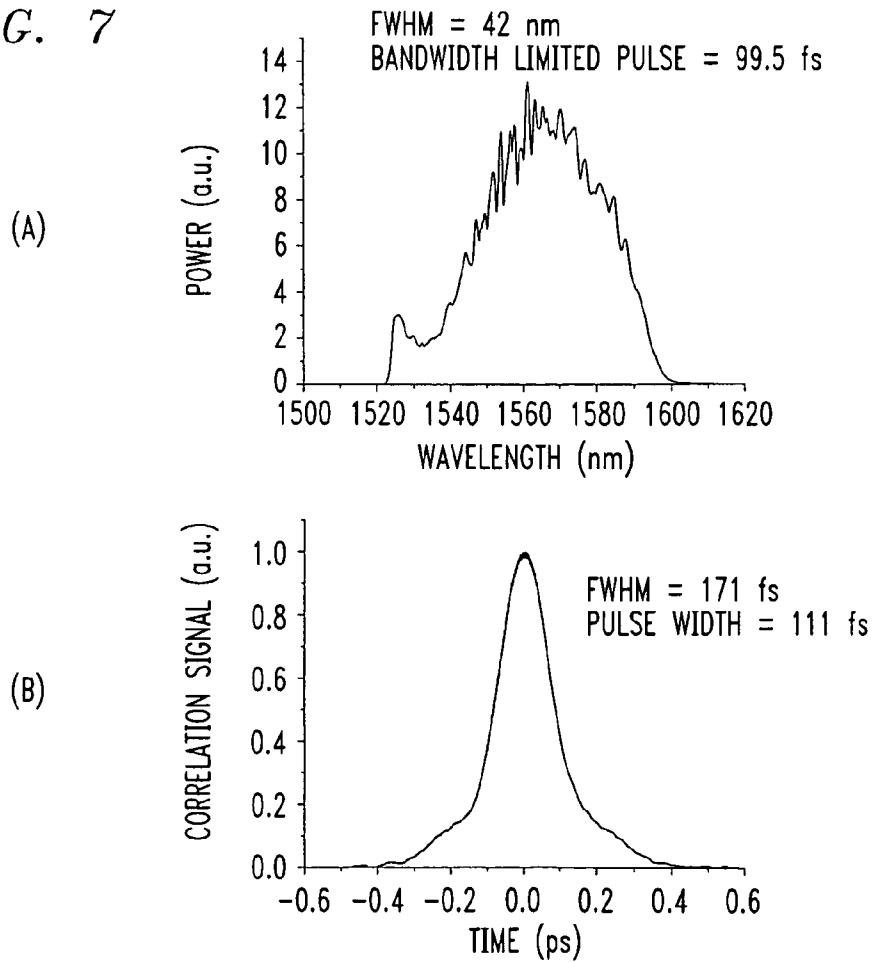 G. 7
FWHM = 42 nm
BANDWIDTH LIMITED PULSE = 99.5 fs
(A)
POWER (a.u.)
14
12
10
8
6
4
2
0
1500 1520 1540 1560 1580 1600 1620
WAVELENGTH (nm)
(B)
CORRELATION SIGNAL (a.u.)
FWHM = 171 fs
PULSE WIDTH = 111 fs
1.0
0.8
0.6
0.4
0.2
0.0
-0.6 -0.4 -0.2 0.0 0.2 0.4 0.6
TIME (ps)